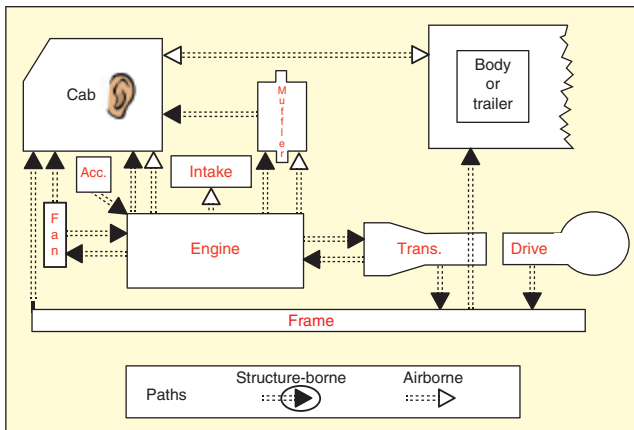 Cab
Muffler
Body
or
trailer
Acc.
Intake
Fan
Engine
Trans.
Drive
Frame
Paths
Structure-borne
Airborne